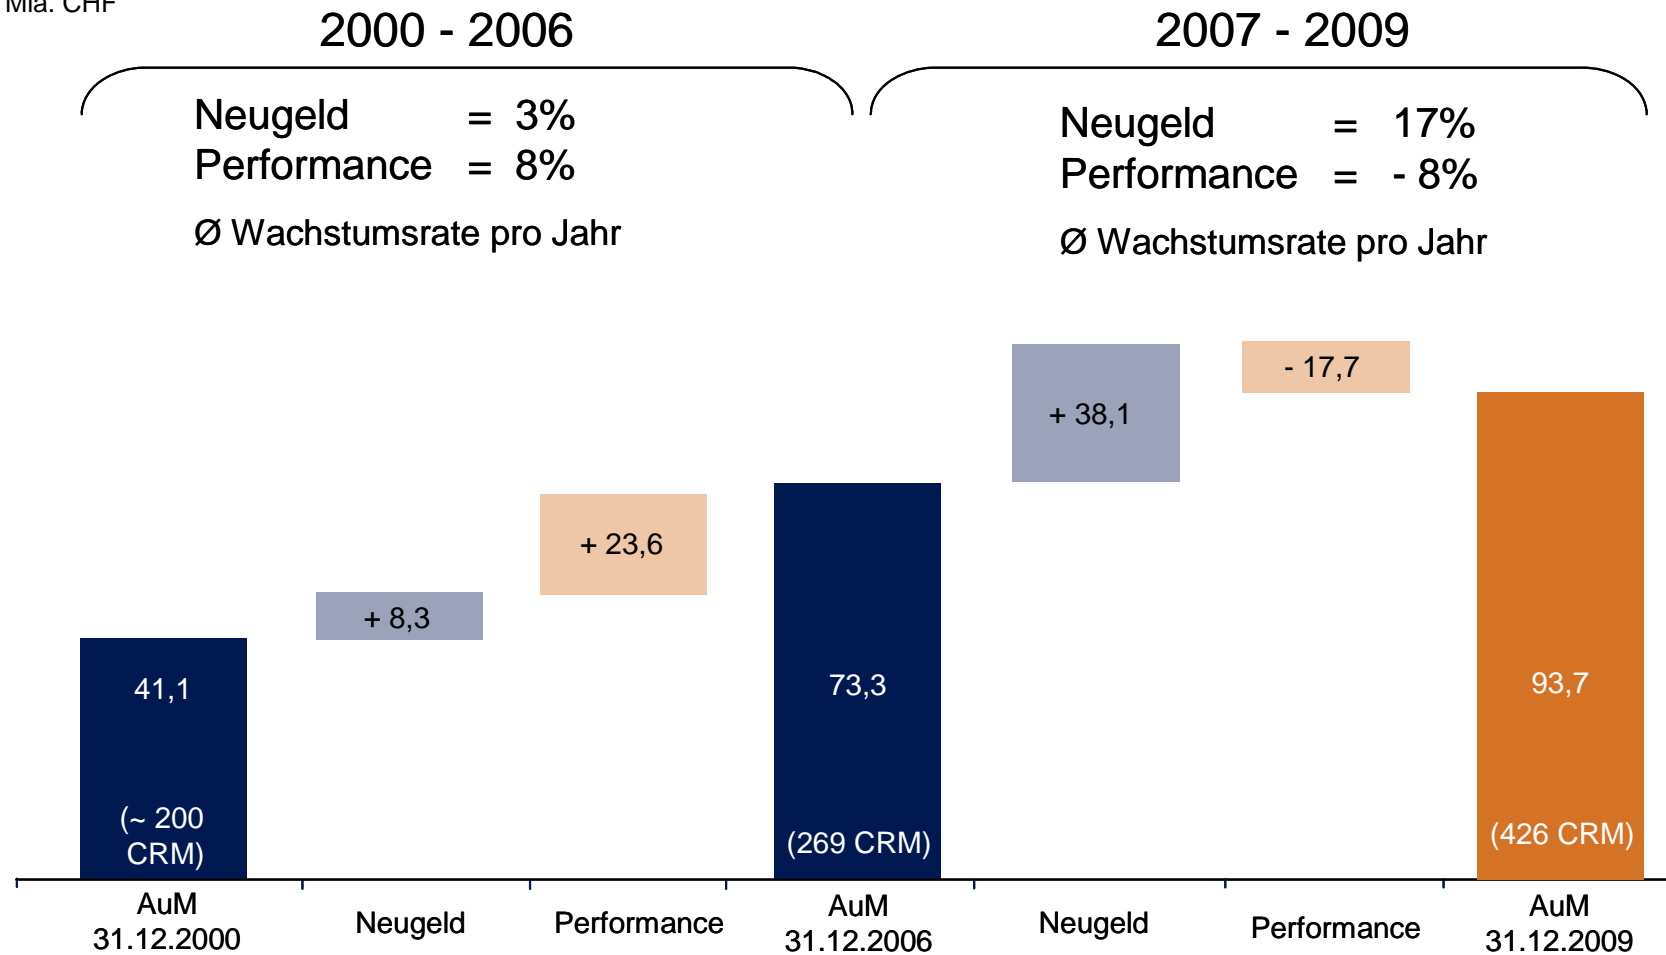 Mia. CHF
2000 - 2006
2007 - 2009
Neugeld = 3%
Performance = 8%
Ø Wachstumsrate pro Jahr
Neugeld = 17%
Performance = - 8%
Ø Wachstumsrate pro Jahr
41,1
(~ 200
CRM)
+ 8,3
+ 23,6
73,3
(269 CRM)
+ 38,1
- 17,7
93,7
(426 CRM)
AuM
31.12.2000
Neugeld
Performance
AuM
31.12.2006
Neugeld
Performance
AuM
31.12.2009